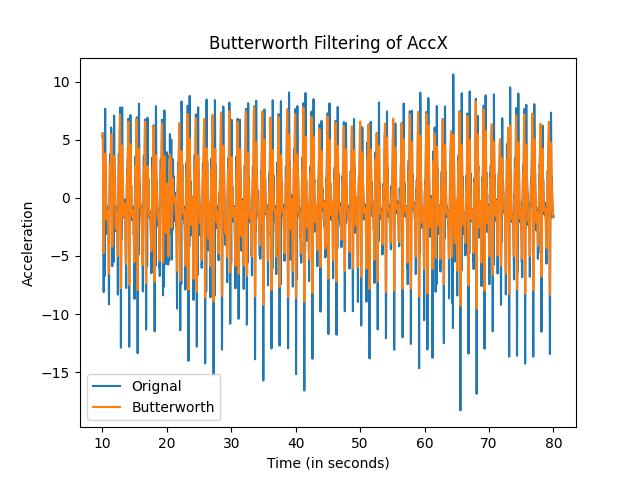 Butterworth Filtering of AccX
Acceleration
10
5
0
−5
−10
−15
Orignal
Butterworth
10 20 30 40 50 60 70 80
Time (in seconds)